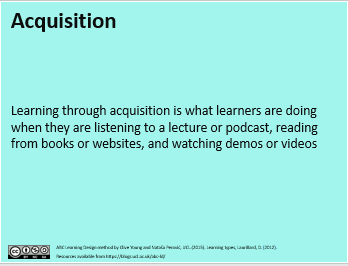 Acquisition
Learning through acquisition is what learners are doing
when they are listening to a lecture or podcast, reading
from books or websites, and watching demos or videos
ABC Learning Design method by Clive Young and Nataša Perović, UCL. (2015). Learning types, Laurillard, D. (2012).
Resources available from https://blogs.ucl.ac.uk/abc-ld/